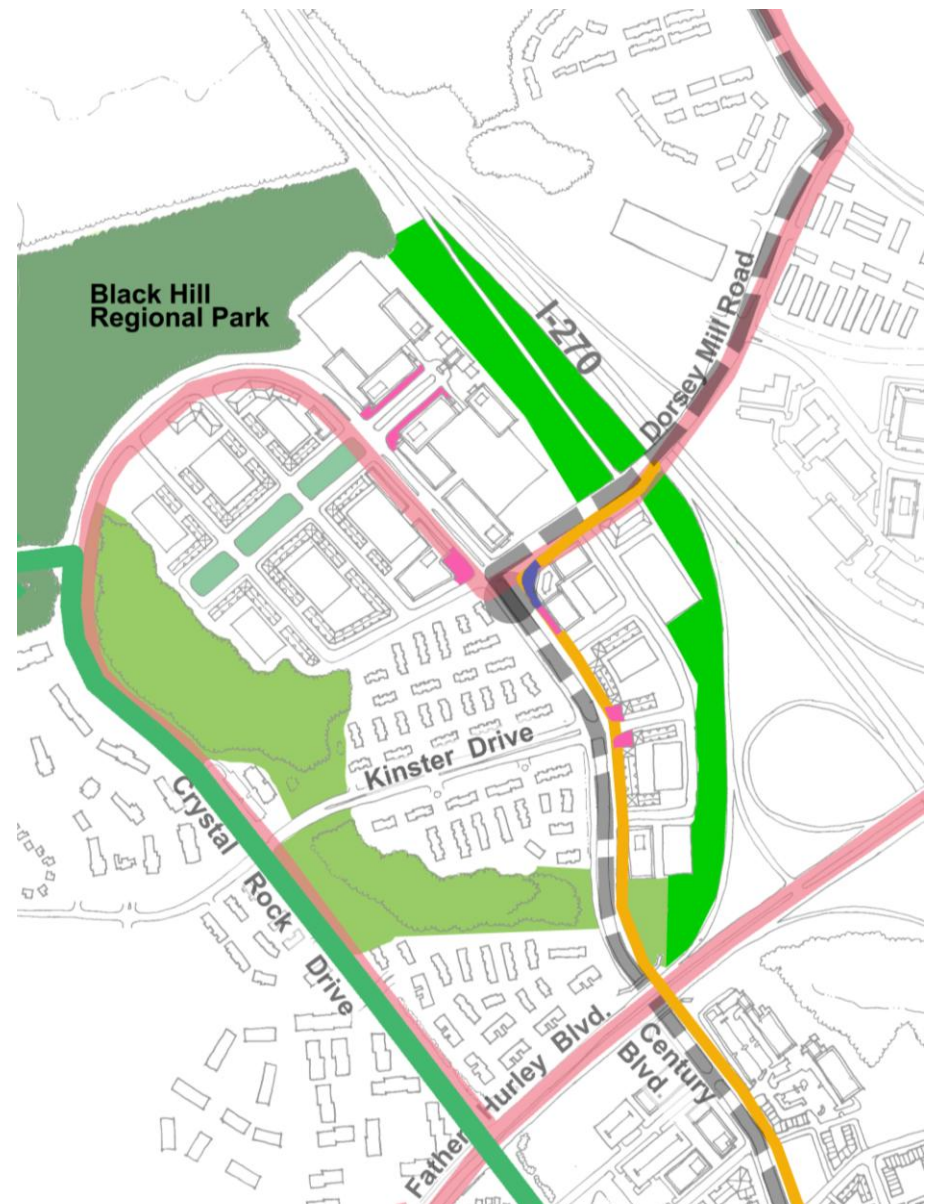 Black Hill
Regional Park
I-270
Dorsey Mill Road
Kinster Drive
Crystal
Rock
Drive
Father Hurley Blvd.
Century
Blvd.